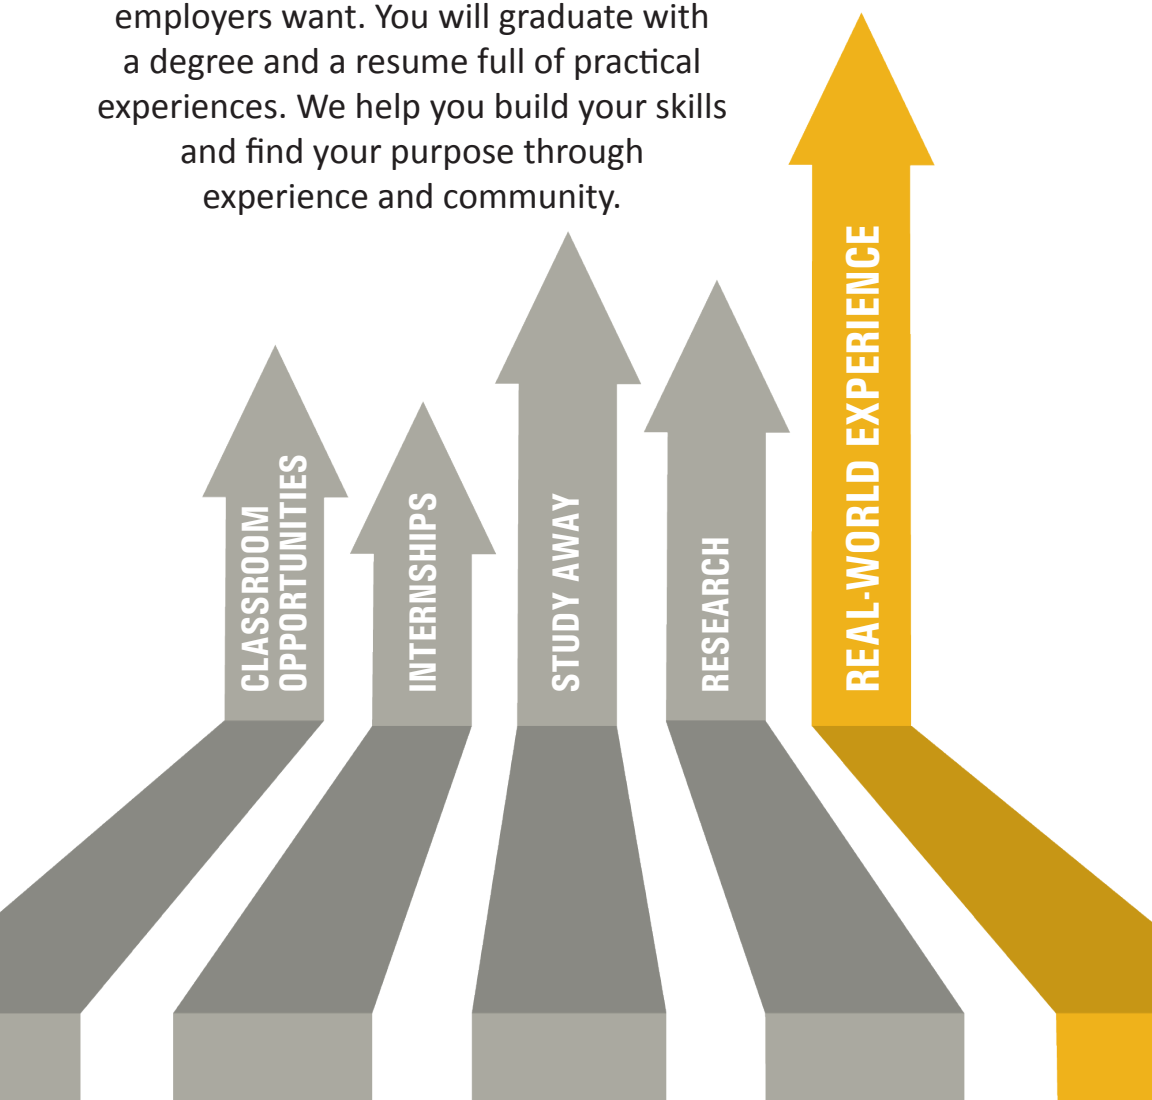 employers want. You will graduate with
a degree and a resume full of practical
experiences. We help you build your skills
and find your purpose through
experience and community.
CLASSROOM
OPPORTUNITIES
INTERNSHIPS
STUDY AWAY
RESEARCH
REAL-WORLD EXPERIENCE